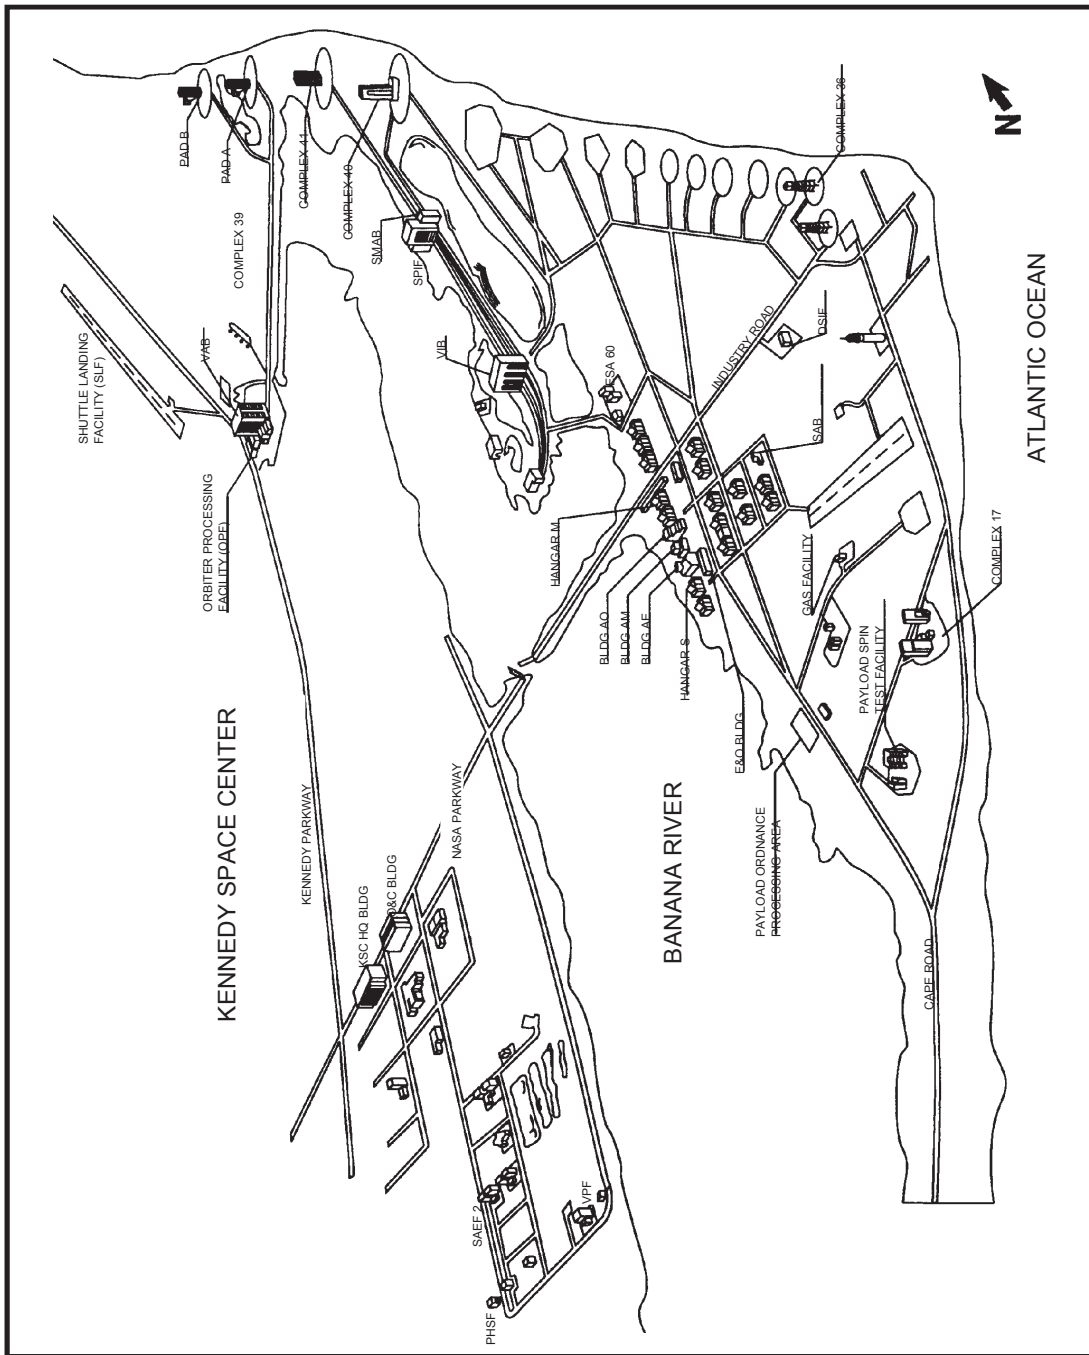 PAD B
PAD A
COMPLEX 41
COMPLEX 40
COMPLEX 39
SMAB
SPIF
SHUTTLE LANDING
FACILITY (SLF)
VAB
VIB
ORBITER PROCESSING
FACILITY (OPF)
COMPLEX 36
N
ATLANTIC OCEAN
INDUSTRY ROAD
DSIF
ESA 60
SAB
HANGAR M
BLDG AO
BLDG AM
BLDG AE
HANGAR S
E&O BLDG
GAS FACILITY
COMPLEX 17
PAYLOAD SPIN
TEST FACILITY
PAYLOAD ORDNANCE
PROCESSING AREA
CAPE ROAD
BANANA RIVER
KENNEDY SPACE CENTER
KENNEDY PARKWAY
NASA PARKWAY
KSC HQ BLDG
O&C BLDG
SAEF 2
VPF
PHSF